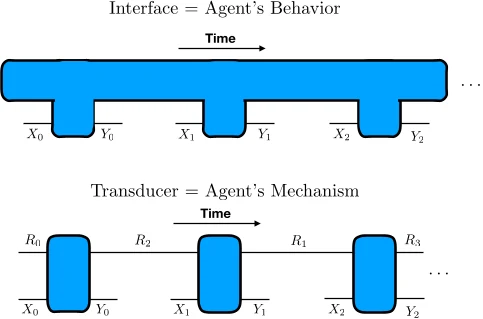 Interface = Agent's Behavior
Time
...
X0 Y0 X1 Y1 X2 Y2
Transducer = Agent's Mechanism
Time
R0 R2 R1 R3
...
X0 Y0 X1 Y1 X2 Y2